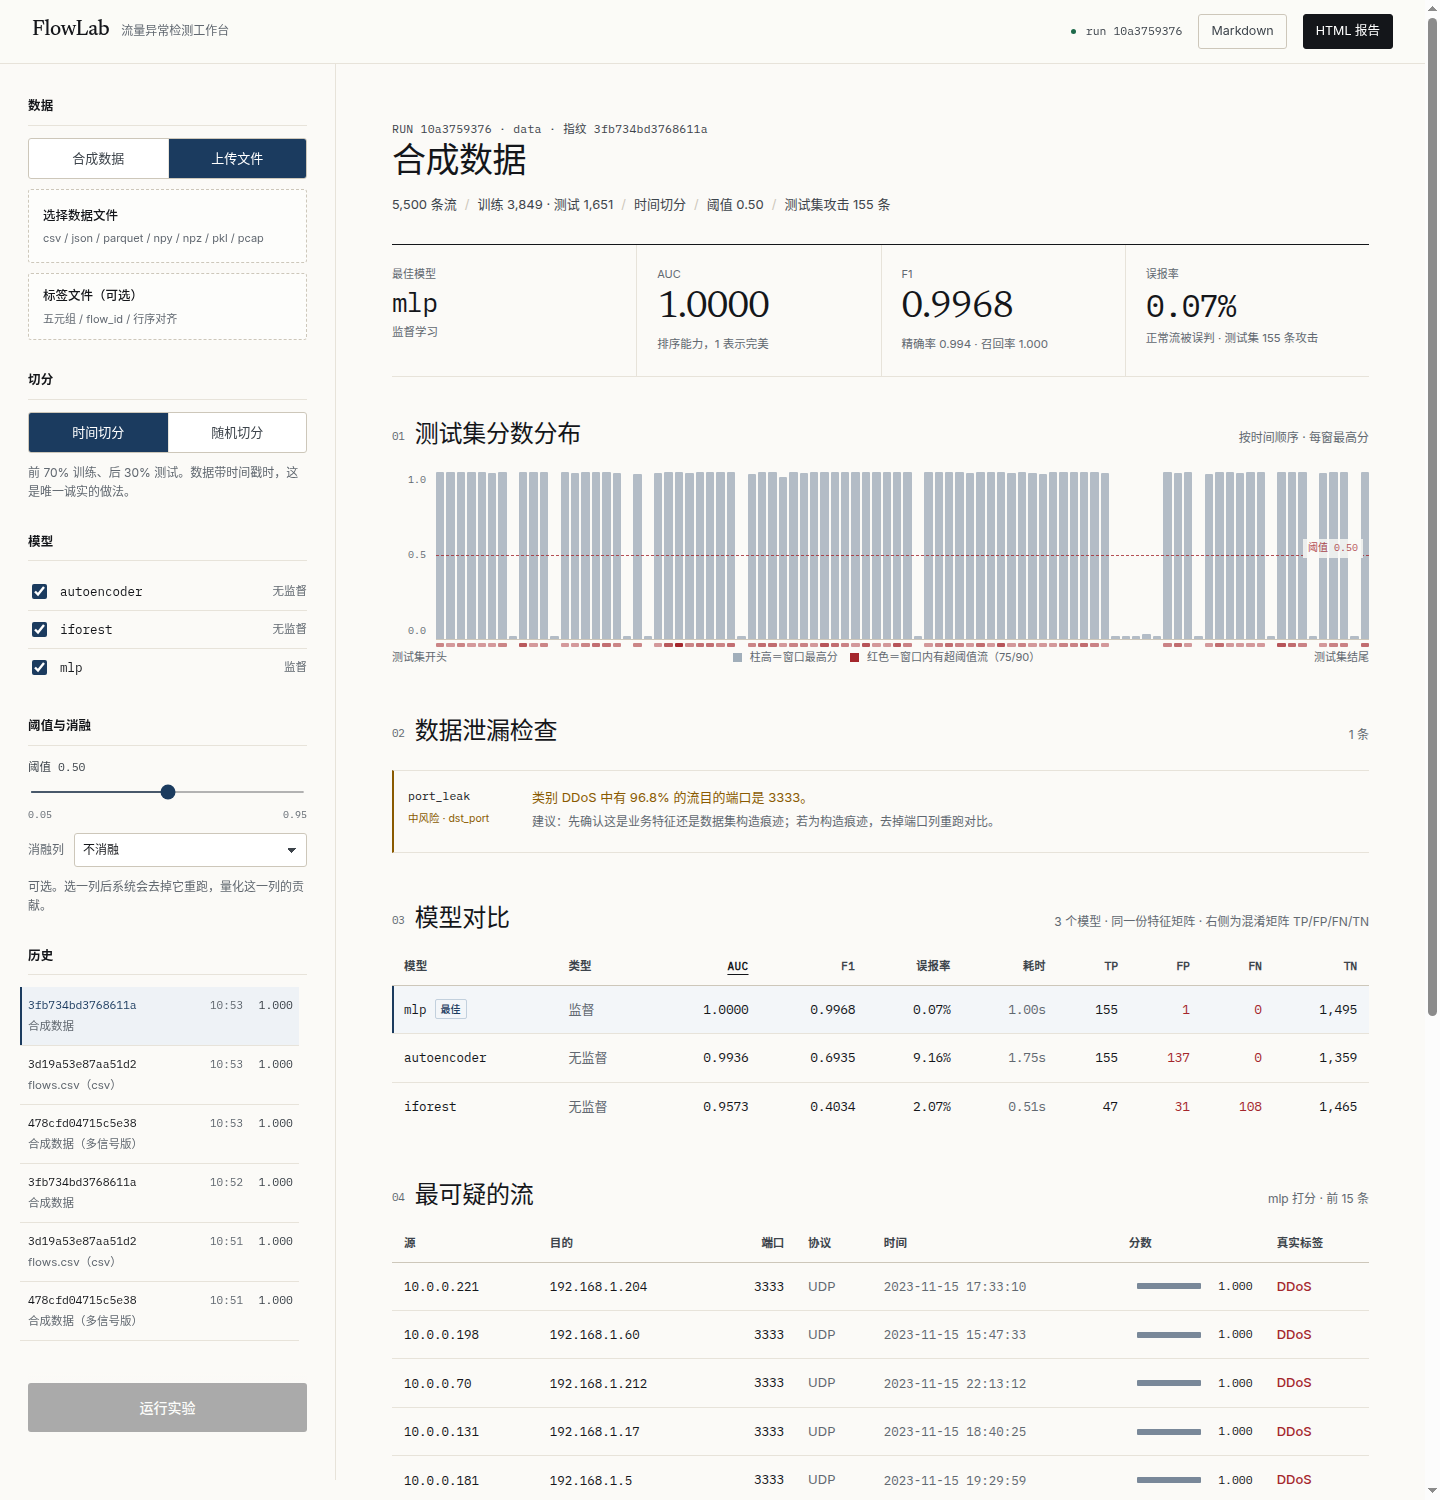 FlowLab 流量异常检测工作台
run 10a3759376 Markdown HTML 报告
数据
合成数据 上传文件
选择数据文件
csv / json / parquet / npy / npz / pkl / pcap
标签文件（可选）
五元组 / flow_id / 行序对齐
切分
时间切分 随机切分
前 70% 训练、后 30% 测试。数据带时间戳时，这
是唯一诚实的做法。
模型
autoencoder 无监督
iforest 无监督
mlp 监督
阈值与消融
阈值 0.50
0.05 0.95
消融列 不消融
可选。选一列后系统会去掉它重跑，量化这一列的贡
献。
历史
3fb734bd3768611a 10:53 1.000
合成数据
3d19a53e87aa51d2 10:53 1.000
flows.csv（csv）
478cfd04715c5e38 10:53 1.000
合成数据（多信号版）
3fb734bd3768611a 10:52 1.000
合成数据
3d19a53e87aa51d2 10:51 1.000
flows.csv（csv）
478cfd04715c5e38 10:51 1.000
合成数据（多信号版）
运行实验
RUN 10a3759376 · data · 指纹 3fb734bd3768611a
合成数据
5,500 条流 / 训练 3,849 · 测试 1,651 / 时间切分 / 阈值 0.50 / 测试集攻击 155 条
最佳模型
mlp
监督学习
AUC
1.0000
排序能力，1 表示完美
F1
0.9968
精确率 0.994 · 召回率 1.000
误报率
0.07%
正常流被误判 · 测试集 155 条攻击
01 测试集分数分布 按时间顺序 · 每窗最高分
1.0
0.5
阈值 0.50
0.0
测试集开头 柱高＝窗口最高分 红色＝窗口内有超阈值流（75/90） 测试集结尾
02 数据泄漏检查 1 条
port_leak 类别 DDoS 中有 96.8% 的流目的端口是 3333。
中风险 · dst_port 建议：先确认这是业务特征还是数据集构造痕迹；若为构造痕迹，去掉端口列重跑对比。
03 模型对比 3 个模型 · 同一份特征矩阵 · 右侧为混淆矩阵 TP/FP/FN/TN
模型 类型 AUC F1 误报率 耗时 TP FP FN TN
mlp 最佳 监督 1.0000 0.9968 0.07% 1.00s 155 1 0 1,495
autoencoder 无监督 0.9936 0.6935 9.16% 1.75s 155 137 0 1,359
iforest 无监督 0.9573 0.4034 2.07% 0.51s 47 31 108 1,465
04 最可疑的流 mlp 打分 · 前 15 条
源 目的 端口 协议 时间 分数 真实标签
10.0.0.221 192.168.1.204 3333 UDP 2023-11-15 17:33:10 1.000 DDoS
10.0.0.198 192.168.1.60 3333 UDP 2023-11-15 15:47:33 1.000 DDoS
10.0.0.70 192.168.1.212 3333 UDP 2023-11-15 22:13:12 1.000 DDoS
10.0.0.131 192.168.1.17 3333 UDP 2023-11-15 18:40:25 1.000 DDoS
10.0.0.181 192.168.1.5 3333 UDP 2023-11-15 19:29:59 1.000 DDoS